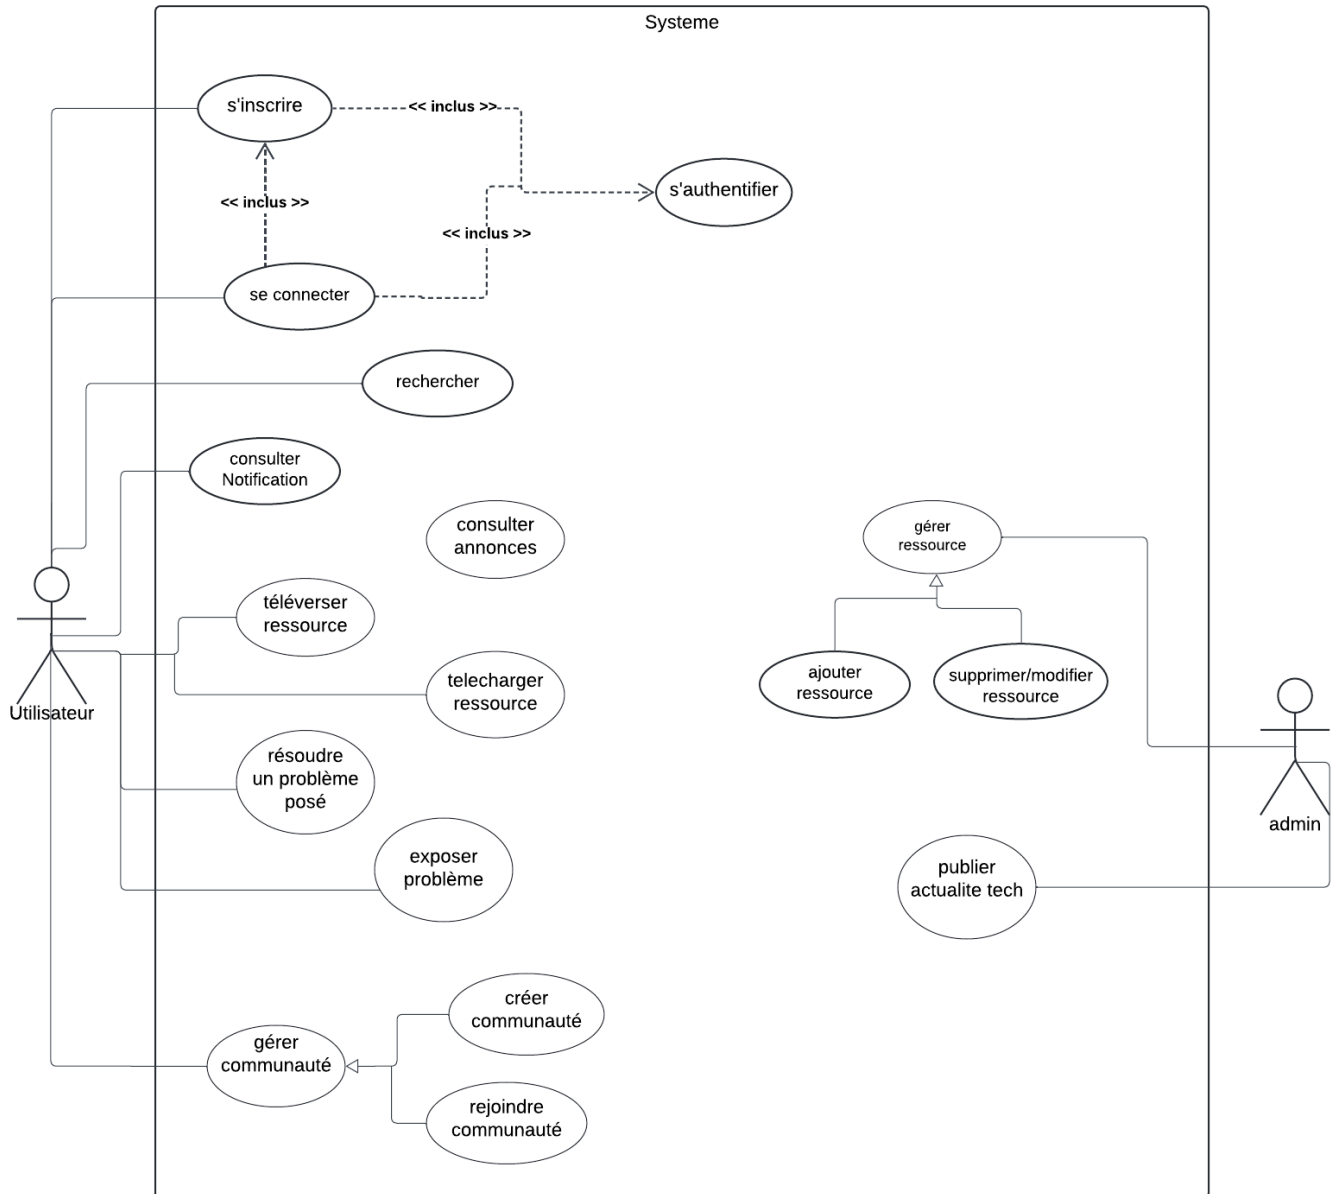 Systeme
s'inscrire
<< inclus >>
s'authentifier
<< inclus >>
<< inclus >>
se connecter
rechercher
consulter
Notification
consulter
annonces
gérer
ressource
téléverser
ressource
telecharger
ressource
ajouter
ressource
supprimer/modifier
ressource
Utilisateur
résoudre
un problème
posé
admin
exposer
problème
publier
actualite tech
créer
communauté
gérer
communauté
rejoindre
communauté